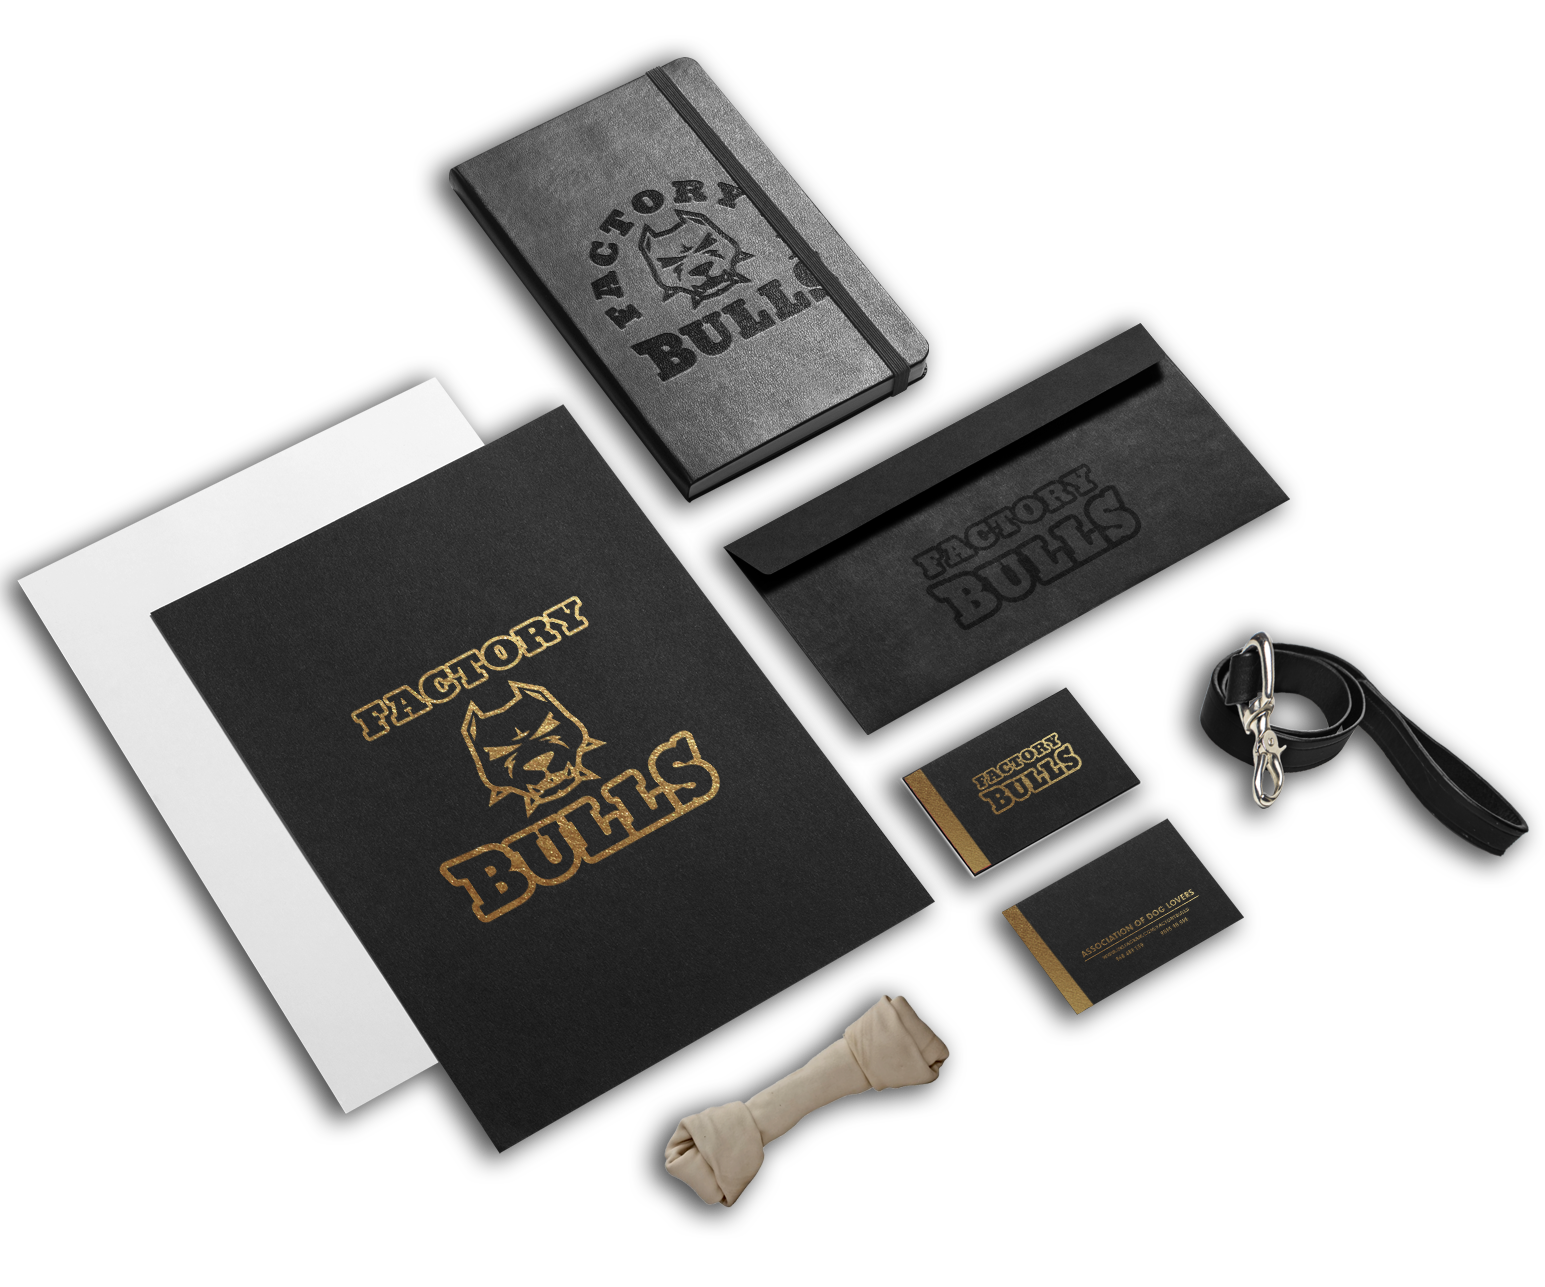 FACTORY
BULLS
FACTORY
BULLS
FACTORY
BULLS
FACTORY
BULLS
ASSOCIATION OF DOG LOVERS